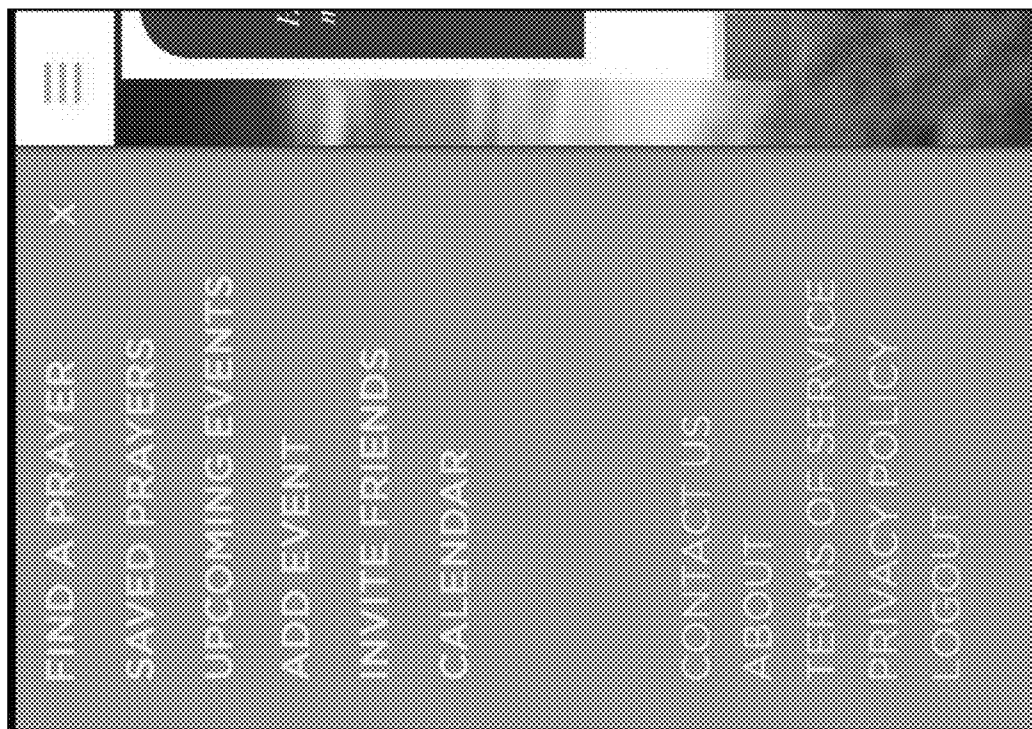 FIND A PRAYER X
SAVED PRAYERS
UPCOMING EVENTS
ADD EVENT
INVITE FRIENDS
CALENDAR
CONTACT US
ABOUT
TERMS OF SERVICE
PRIVACY POLICY
LOGOUT